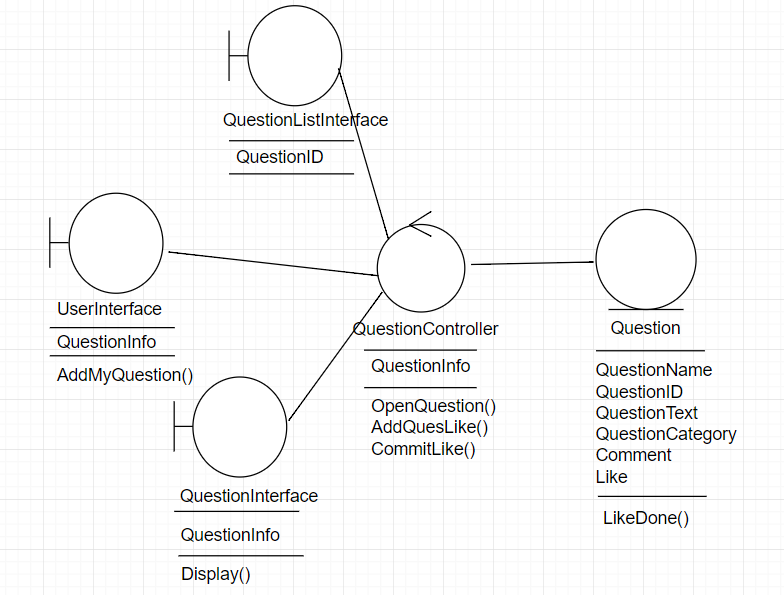 QuestionListInterface
QuestionID
UserInterface
QuestionInfo
AddMyQuestion()
QuestionInterface
QuestionInfo
Display()
QuestionController
QuestionInfo
OpenQuestion()
AddQuesLike()
CommitLike()
Question
QuestionName
QuestionID
QuestionText
QuestionCategory
Comment
Like
LikeDone()